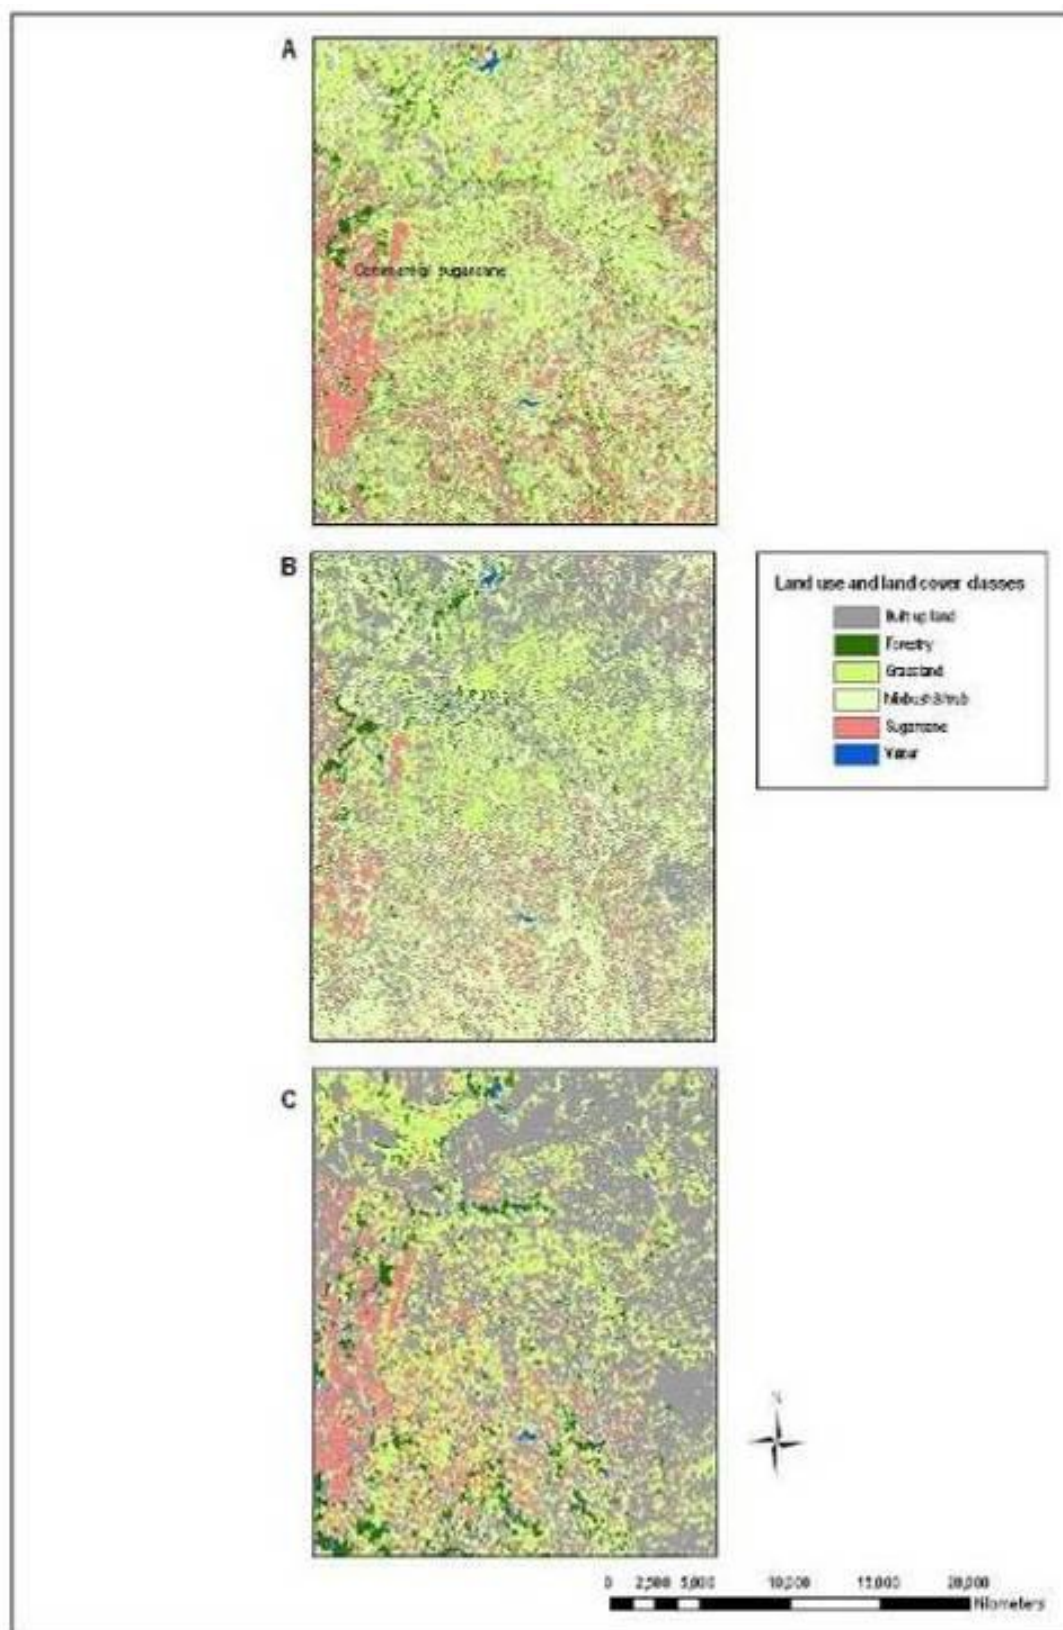 A
Commercial sugarcane
B
Land use and land cover classes
Built up land
Forestry
Grassland
Sugarcane
Water
C
N
0 2,500 5,000 10,000 15,000 20,000
Kilometers